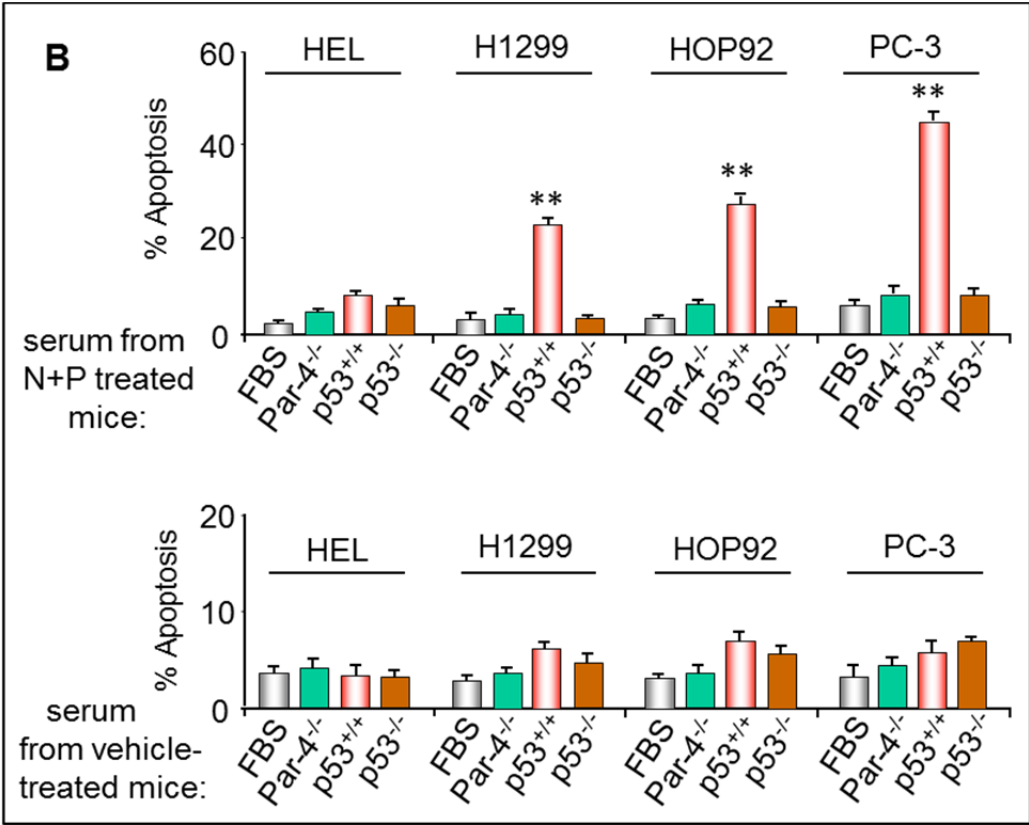 B
60
40
20
0
% Apoptosis
HEL
H1299
HOP92
PC-3
**
**
**
serum from
N+P treated
mice:
FBS
Par-4-/-
p53+/+
p53-/-
FBS
Par-4-/-
p53+/+
p53-/-
FBS
Par-4-/-
p53+/+
p53-/-
FBS
Par-4-/-
p53+/+
p53-/-
20
10
0
% Apoptosis
HEL
H1299
HOP92
PC-3
serum
from vehicle-
treated mice:
FBS
Par-4-/-
p53+/+
p53-/-
FBS
Par-4-/-
p53+/+
p53-/-
FBS
Par-4-/-
p53+/+
p53-/-
FBS
Par-4-/-
p53+/+
p53-/-